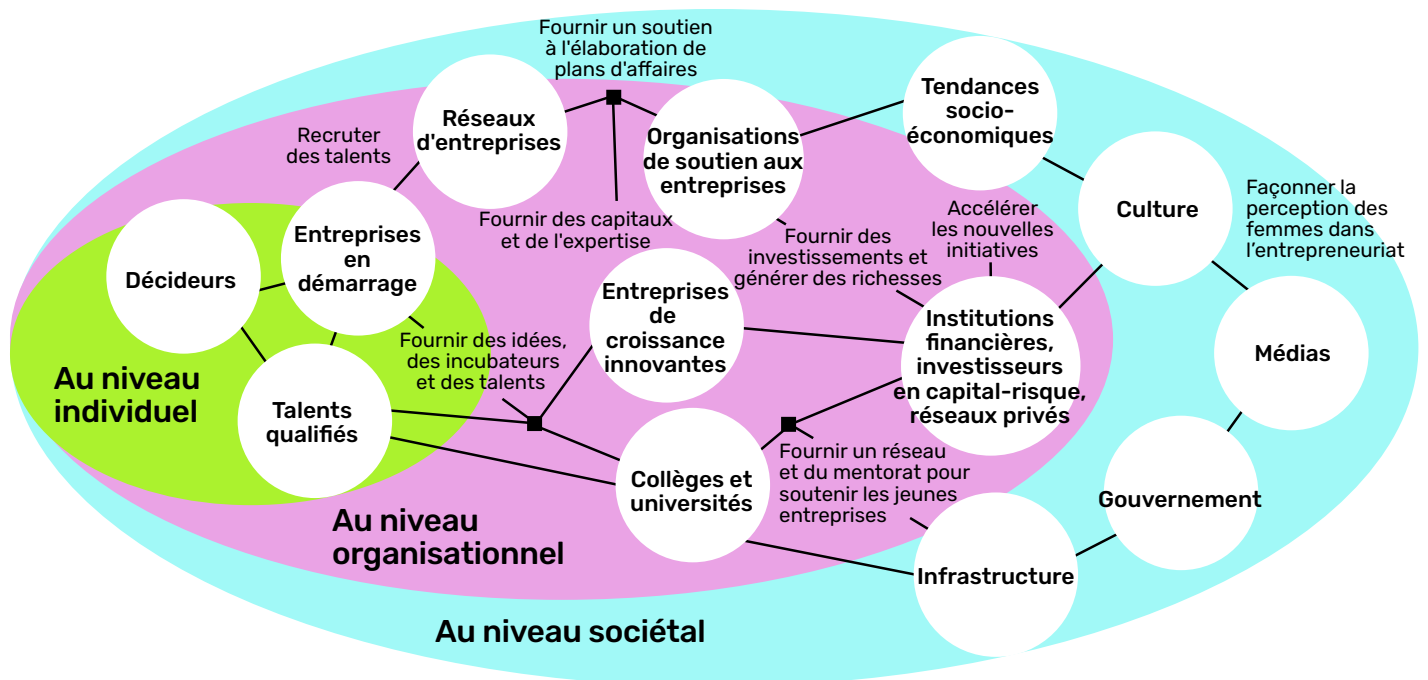 Fournir un soutien
à l'élaboration de
plans d'affaires
Tendances
socio-
économiques
Réseaux
d'entreprises
Recruter
des talents
Organisations
de soutien aux
entreprises
Culture
Façonner la
perception des
femmes dans
l’entrepreneuriat
Accélérer
les nouvelles
initiatives
Fournir des capitaux
et de l'expertise
Fournir des
investissements et
générer des richesses
Entreprises
en
démarrage
Décideurs
Entreprises
de
croissance
innovantes
Institutions
financières,
investisseurs
en capital-risque,
réseaux privés
Médias
Fournir des idées,
des incubateurs
et des talents
Au niveau
individuel
Talents
qualifiés
Collèges et
universités
Fournir un réseau
et du mentorat pour
soutenir les jeunes
entreprises
Gouvernement
Au niveau
organisationnel
Infrastructure
Au niveau sociétal